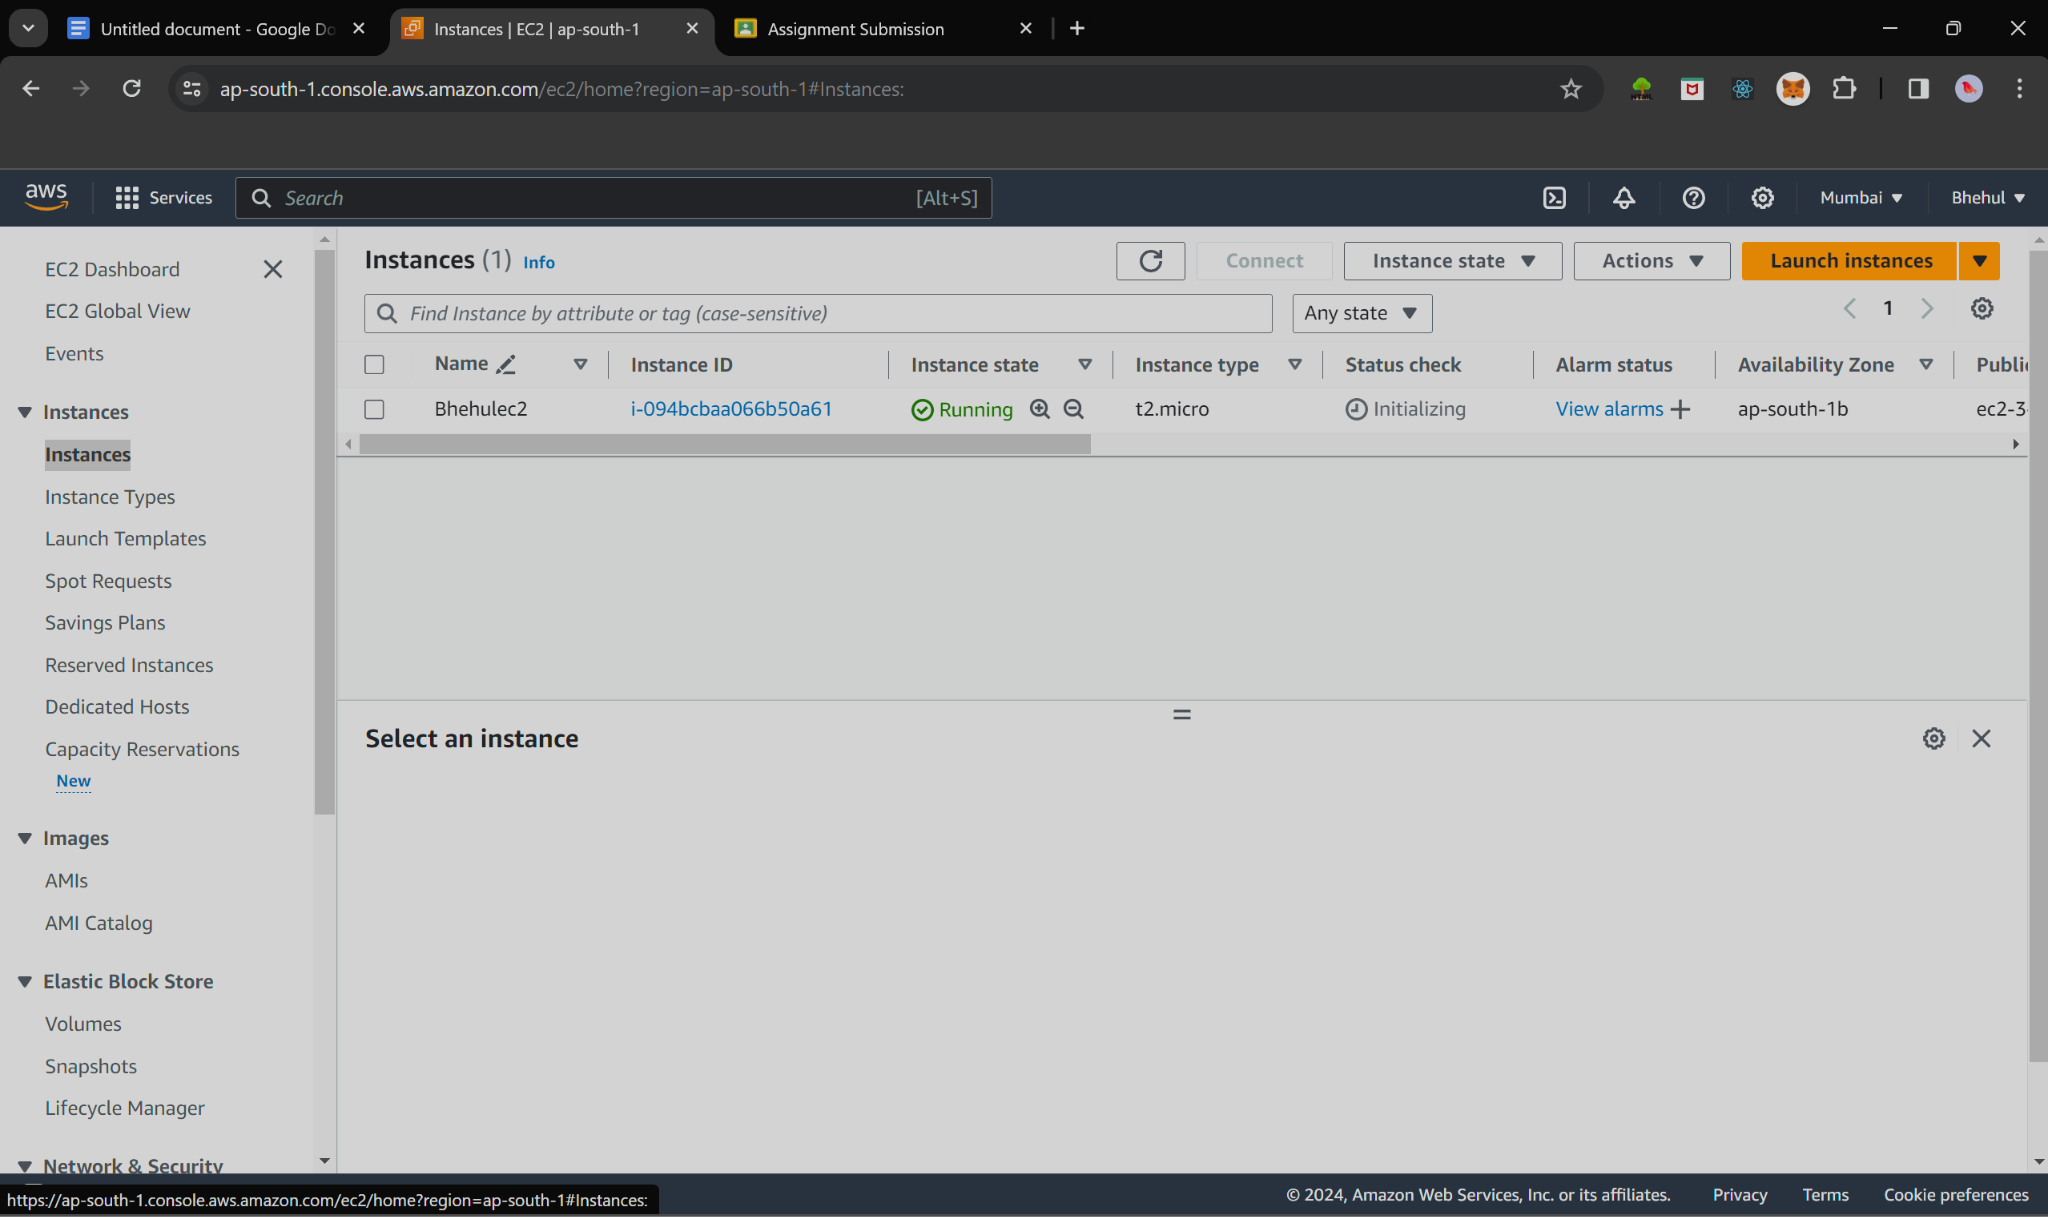 Untitled document - Google Do
Instances | EC2 | ap-south-1
Assignment Submission
ap-south-1.console.aws.amazon.com/ec2/home?region=ap-south-1#Instances:
aws
Services
Search
[Alt+S]
Mumbai
Bhehul
EC2 Dashboard
EC2 Global View
Events
Instances
Instances
Instance Types
Launch Templates
Spot Requests
Savings Plans
Reserved Instances
Dedicated Hosts
Capacity Reservations
New
Images
AMIs
AMI Catalog
Elastic Block Store
Volumes
Snapshots
Lifecycle Manager
Network & Security
Instances (1) Info
Connect
Instance state
Actions
Launch instances
Find Instance by attribute or tag (case-sensitive)
Any state
1
Name Instance ID Instance state Instance type Status check Alarm status Availability Zone Public
Bhehulec2 i-094bcbaa066b50a61 Running t2.micro Initializing View alarms ap-south-1b ec2-3-
Select an instance
https://ap-south-1.console.aws.amazon.com/ec2/home?region=ap-south-1#Instances:
© 2024, Amazon Web Services, Inc. or its affiliates. Privacy Terms Cookie preferences